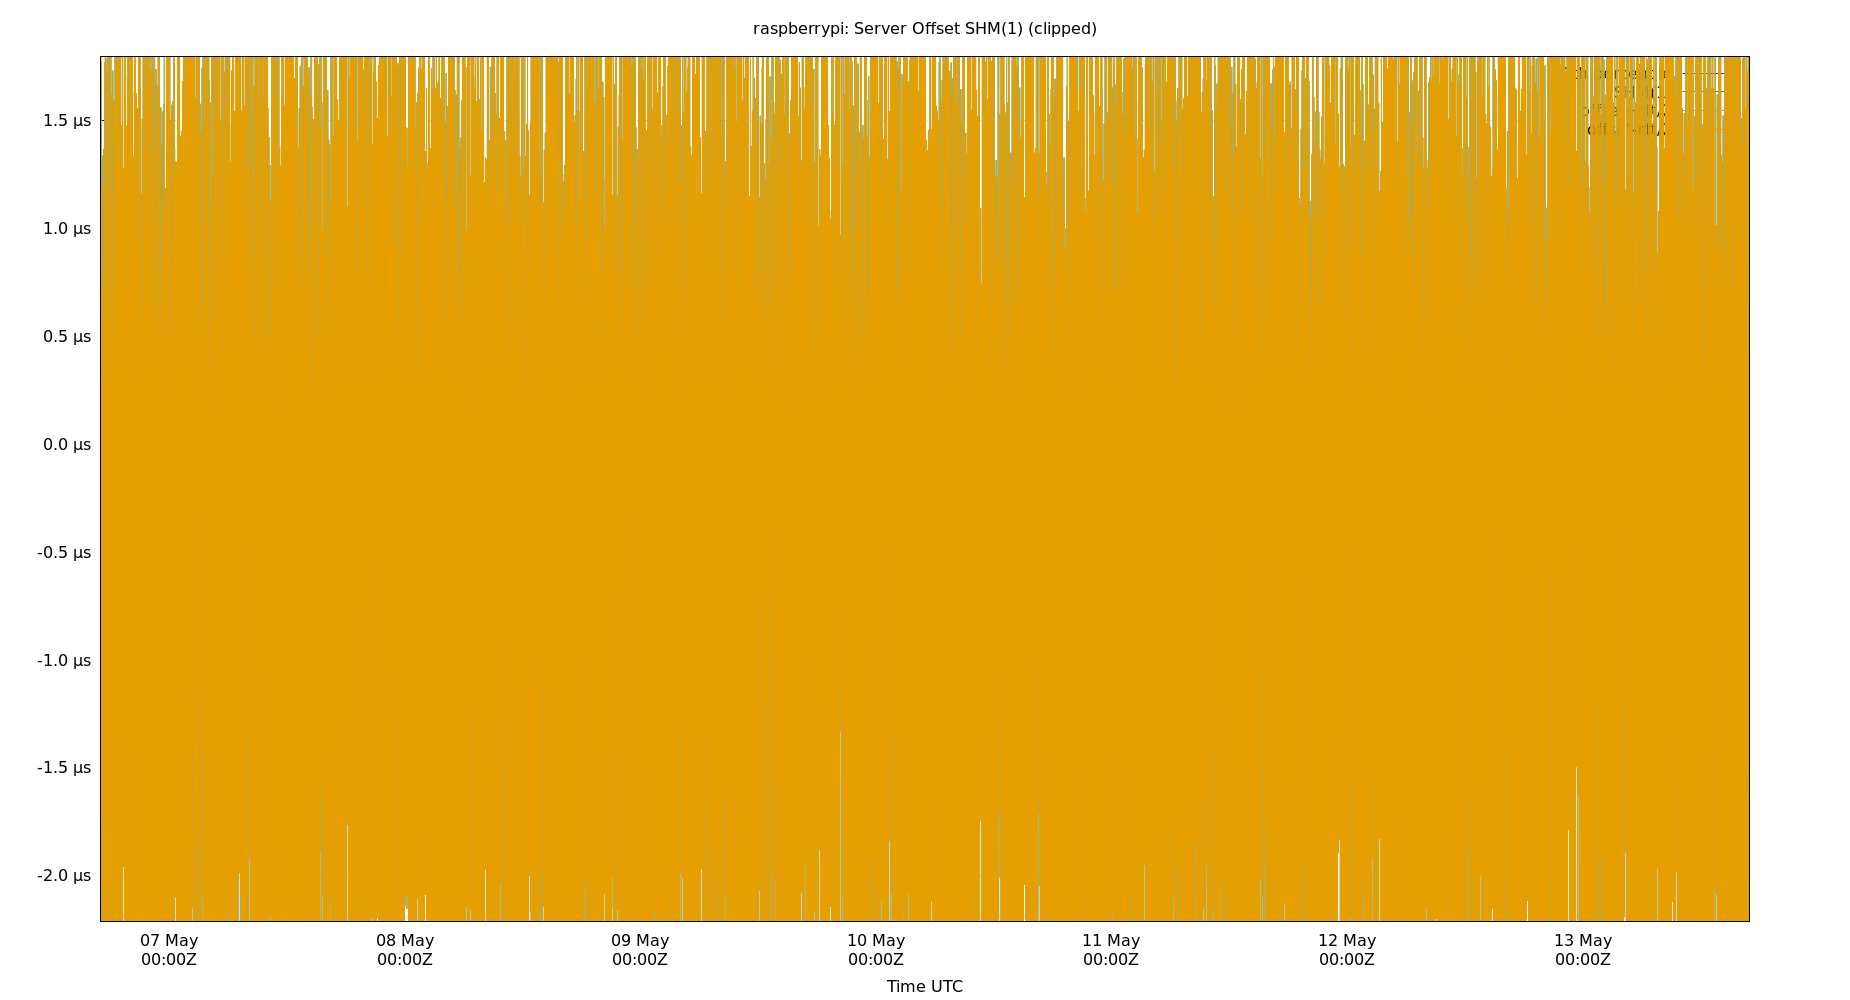 raspberrypi: Server Offset SHM(1) (clipped)
1.5 µs
1.0 µs
0.5 µs
0.0 µs
-0.5 µs
-1.0 µs
-1.5 µs
-2.0 µs
07 May 08 May 09 May 10 May 11 May 12 May 13 May
00:00Z 00:00Z 00:00Z 00:00Z 00:00Z 00:00Z 00:00Z
Time UTC